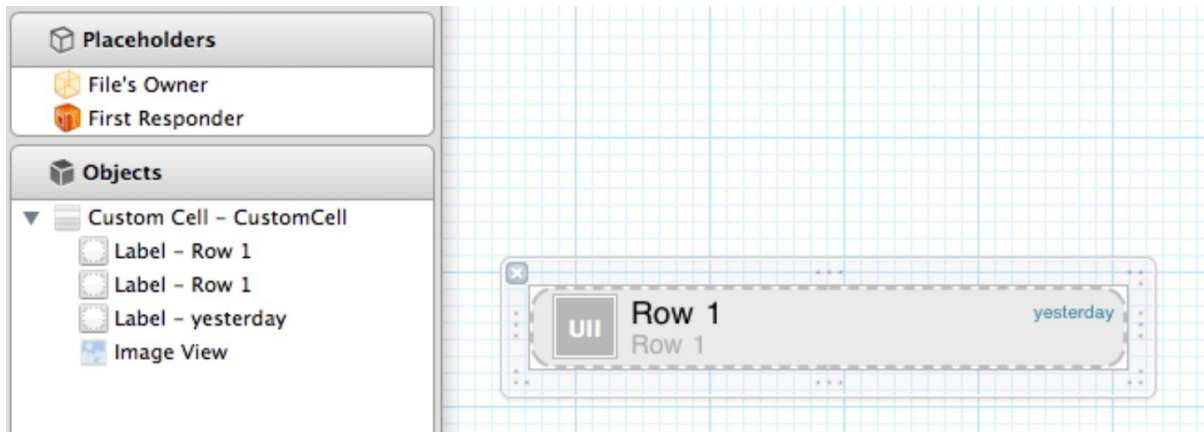 Placeholders
File's Owner
First Responder
Objects
Custom Cell – CustomCell
Label – Row 1
Label – Row 1
Label – yesterday
Image View
UII
Row 1
yesterday
Row 1